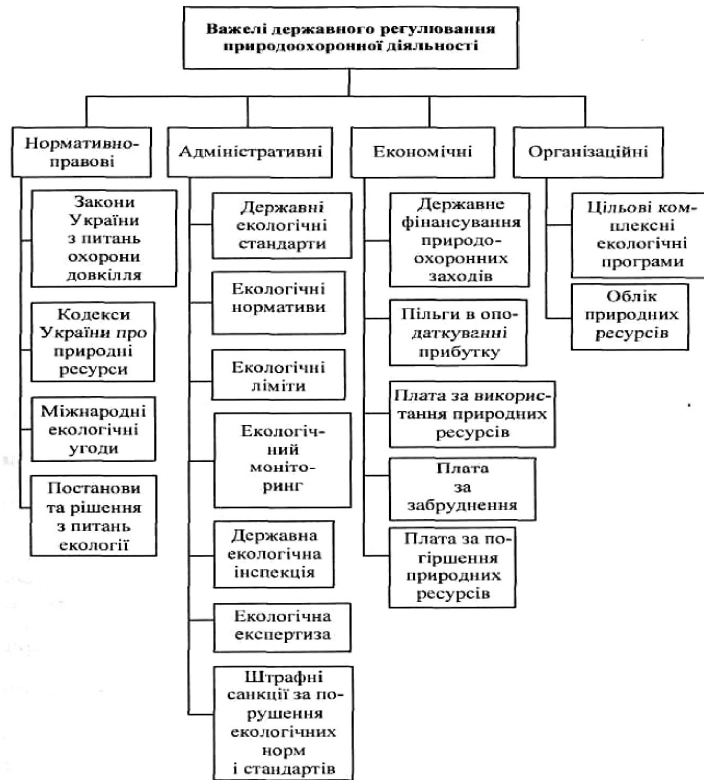 Важелі державного регулювання
природоохоронної діяльності
Нормативно-
правові
Адміністративні
Економічні
Організаційні
Закони
України
з питань
охорони
довкілля
Кодекси
України про
природні
ресурси
Міжнародні
екологічні
угоди
Постанови
та рішення
з питань
екології
Державні
екологічні
стандарти
Екологічні
нормативи
Екологічні
ліміти
Екологіч-
ний моніто-
ринг
Державна
екологічна
інспекція
Екологічна
експертиза
Штрафні
санкції за по-
рушення
екологічних
норм
і стандартів
Державне
фінансування
природо-
охоронних
заходів
Пільги в опо-
даткуванні
прибутку
Плата за викорис-
тання природних
ресурсів
Плата
за
забруднення
Плата за по-
гіршення
природних
ресурсів
Цільові ком-
плексні
екологічні
програми
Облік
природних
ресурсів